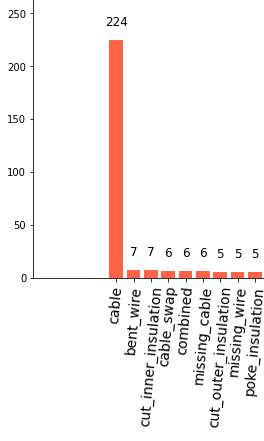 250
200
150
100
50
0
224
7
7
6
6
6
5
5
5
cable
bent_wire
cut_inner_insulation
cable_swap
combined
missing_cable
cut_outer_insulation
missing_wire
poke_insulation